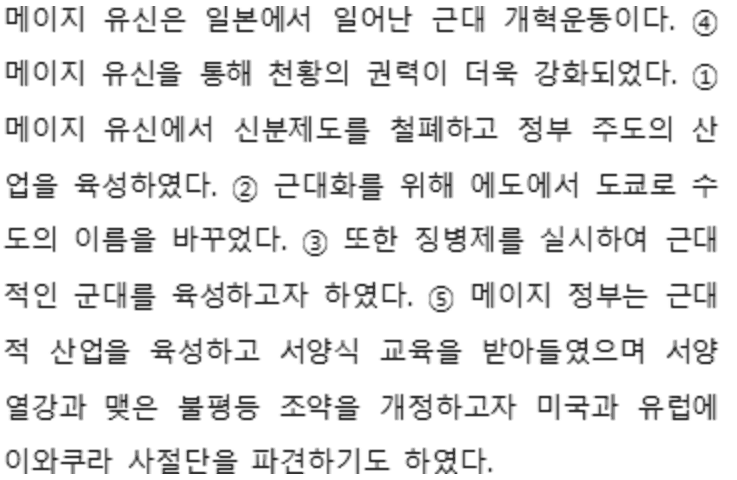 메이지 유신은 일본에서 일어난 근대 개혁운동이다. ④
메이지 유신을 통해 천황의 권력이 더욱 강화되었다. ①
메이지 유신에서 신분제도를 철폐하고 정부 주도의 산
업을 육성하였다. ② 근대화를 위해 에도에서 도쿄로 수
도의 이름을 바꾸었다. ③ 또한 징병제를 실시하여 근대
적인 군대를 육성하고자 하였다. ⑤ 메이지 정부는 근대
적 산업을 육성하고 서양식 교육을 받아들였으며 서양
열강과 맺은 불평등 조약을 개정하고자 미국과 유럽에
이와쿠라 사절단을 파견하기도 하였다.